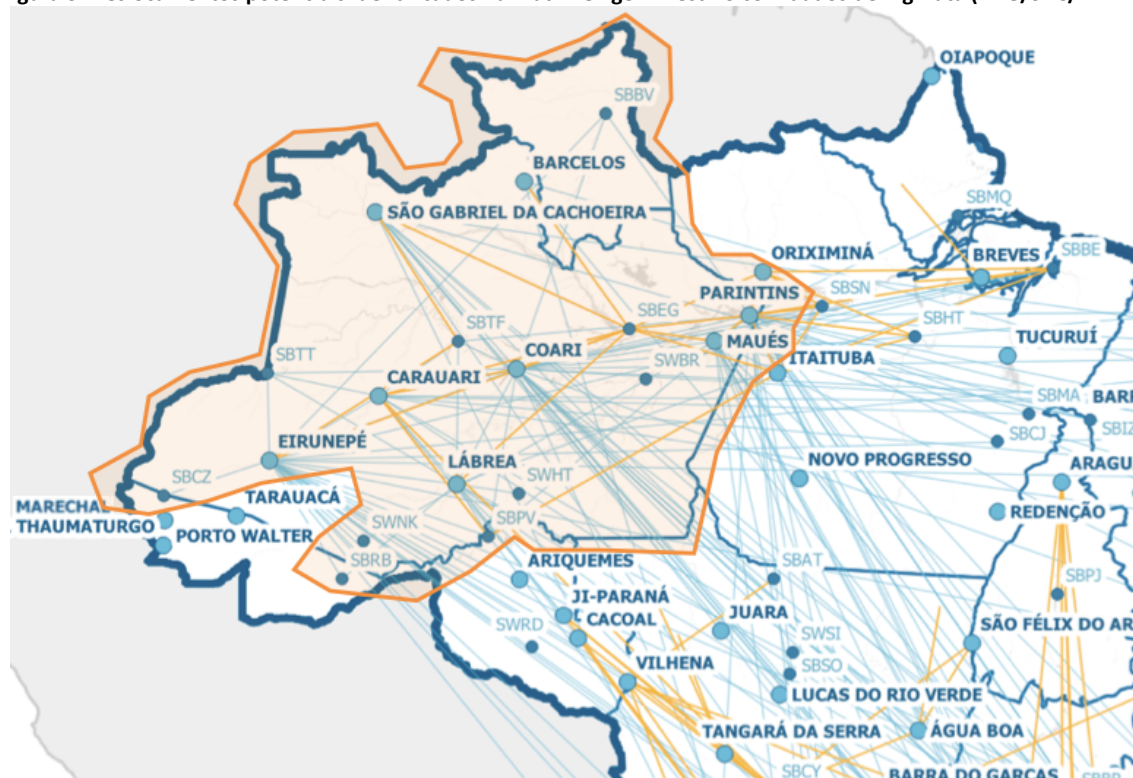 OIAPOQUE
SBBV
BARCELOS
SÃO GABRIEL DA CACHOEIRA
SBMQ
ORIXIMINÁ
BREVES
SBBE
PARINTINS
SBSN
SBEG
SBTF
SBHT
MAUÉS
TUCURUÍ
COARI
SBTT
SWBR
ITAITUBA
CARAUARI
SBMA
BARR
SBIZ
EIRUNEPÉ
SBCJ
LÁBREA
SWHT
NOVO PROGRESSO
ARAGU
SBCZ
TARAUACÁ
MARECHAL
THAUMATURGO
PORTO WALTER
SBPV
REDENÇÃO
SWNK
SBRB
ARIQUEMES
SBAT
SBPJ
JI-PARANÁ
CACOAL
JUARA
SWRD
SÃO FÉLIX DO AR
SWSI
SBSO
VILHENA
LUCAS DO RIO VERDE
TANGARÁ DA SERRA
ÁGUA BOA
SBCY
BARRA DO GARÇAS